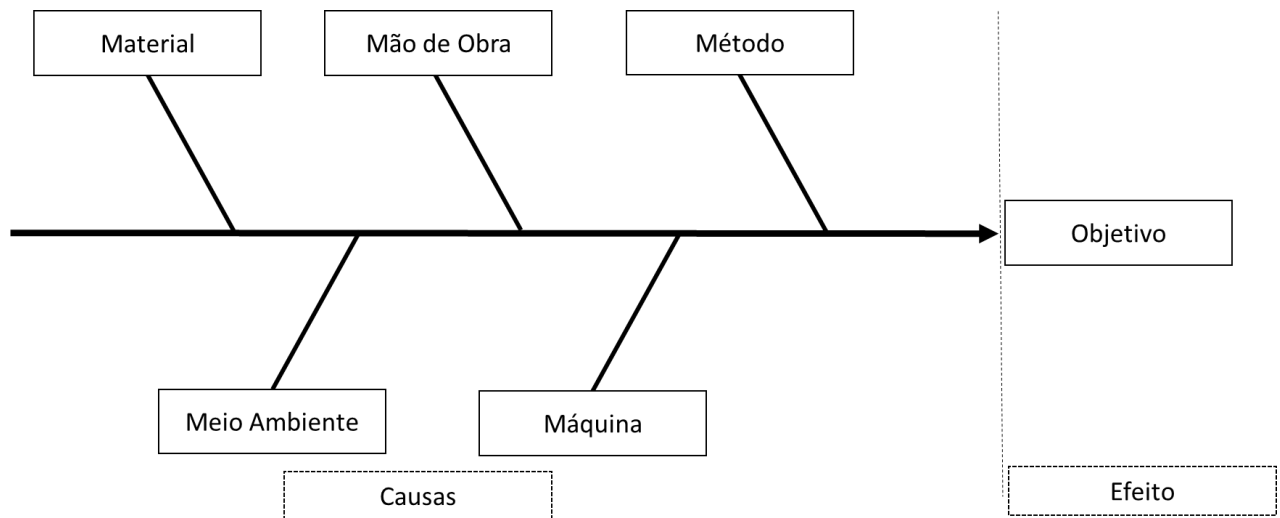 Material
Mão de Obra
Método
Objetivo
Meio Ambiente
Máquina
Causas
Efeito